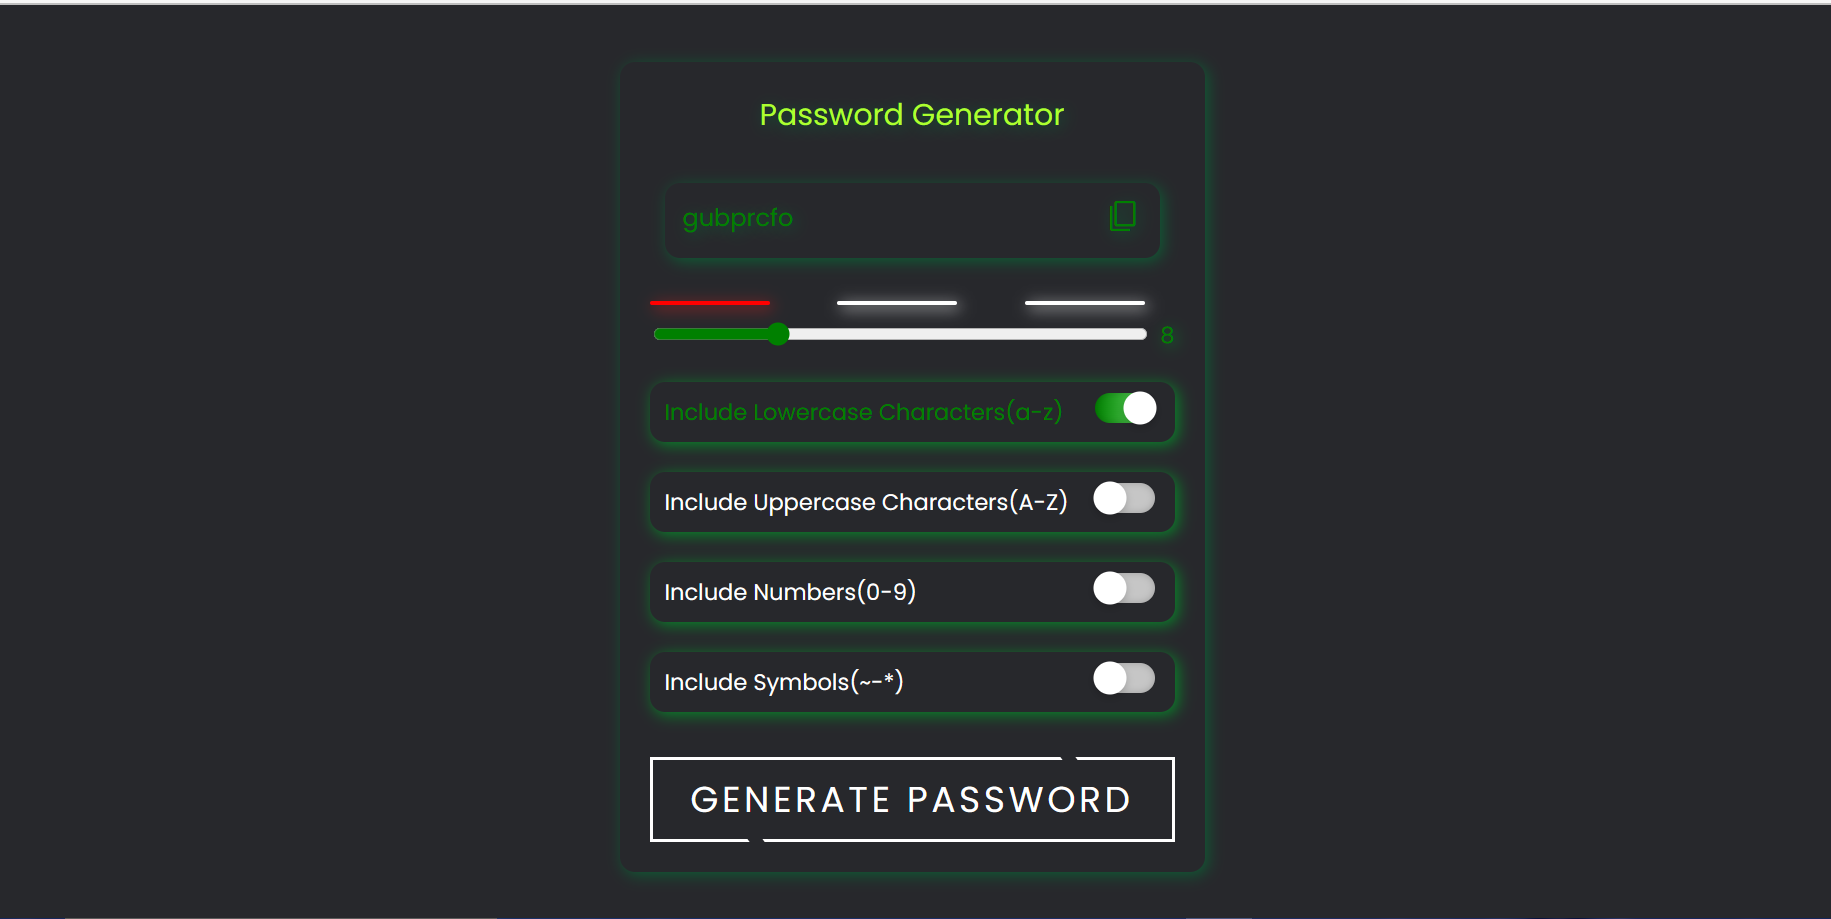 Password Generator
gubprcfo
8
Include Lowercase Characters(a-z)
Include Uppercase Characters(A-Z)
Include Numbers(0-9)
Include Symbols(~-*)
GENERATE PASSWORD